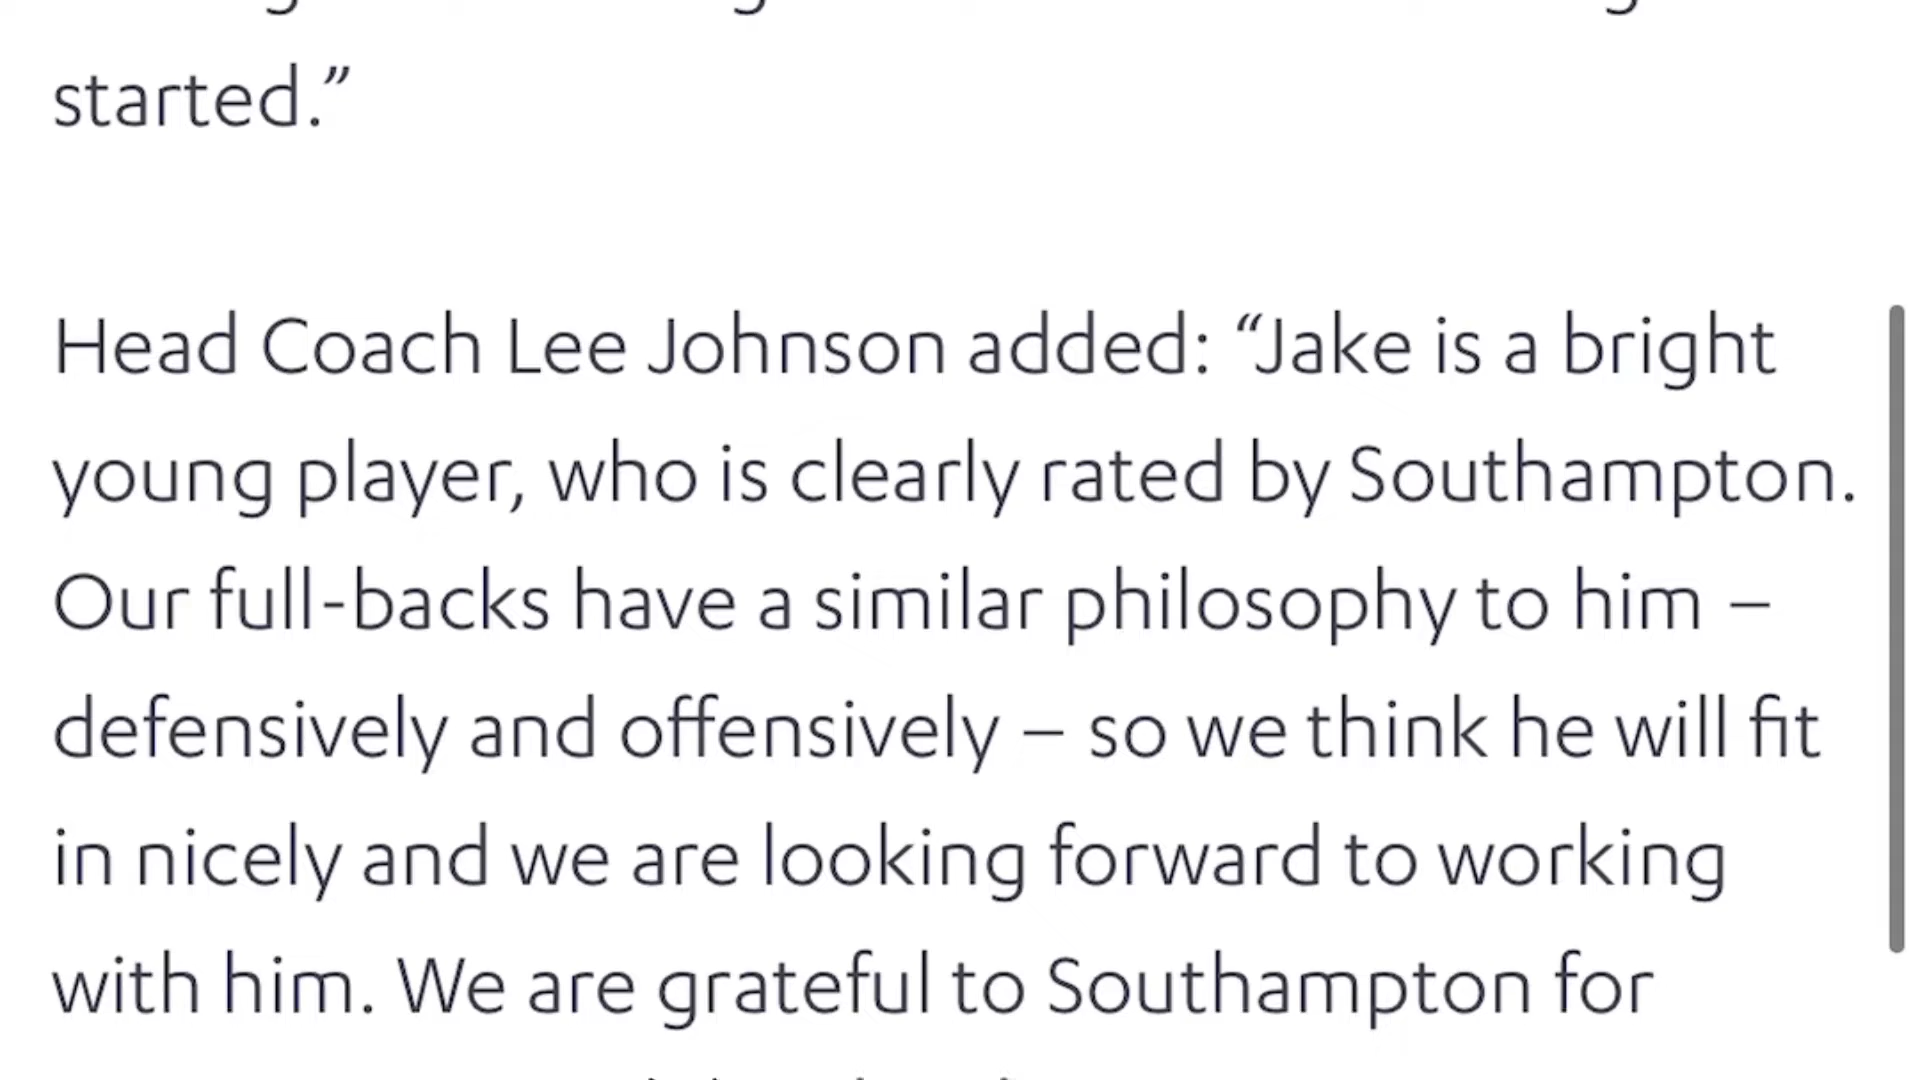 started.”
Head Coach Lee Johnson added: “Jake is a bright
young player, who is clearly rated by Southampton.
Our full-backs have a similar philosophy to him –
defensively and offensively – so we think he will fit
in nicely and we are looking forward to working
with him. We are grateful to Southampton for